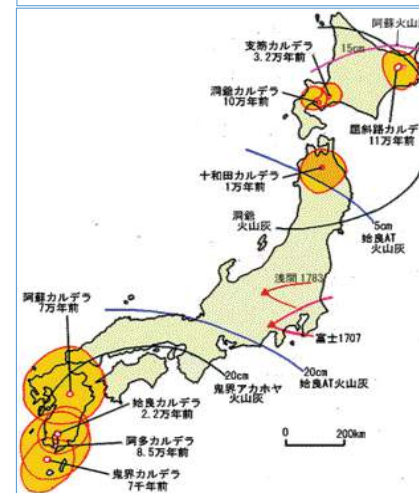 阿蘇火山灰
15cm
支笏カルデラ
3.2万年前
洞爺カルデラ
10万年前
屈斜路カルデ
11万年前
十和田カルデラ
1万年前
洞爺
火山灰
5cm
姶良AT
火山灰
浅間 1783
阿蘇カルデラ
7万年前
富士1707
20cm
鬼界アカホヤ
火山灰
20cm
姶良AT火山灰
姶良カルデラ
2.2万年前
阿多カルデラ
8.5万年前
鬼界カルデラ
7千年前
0
200km